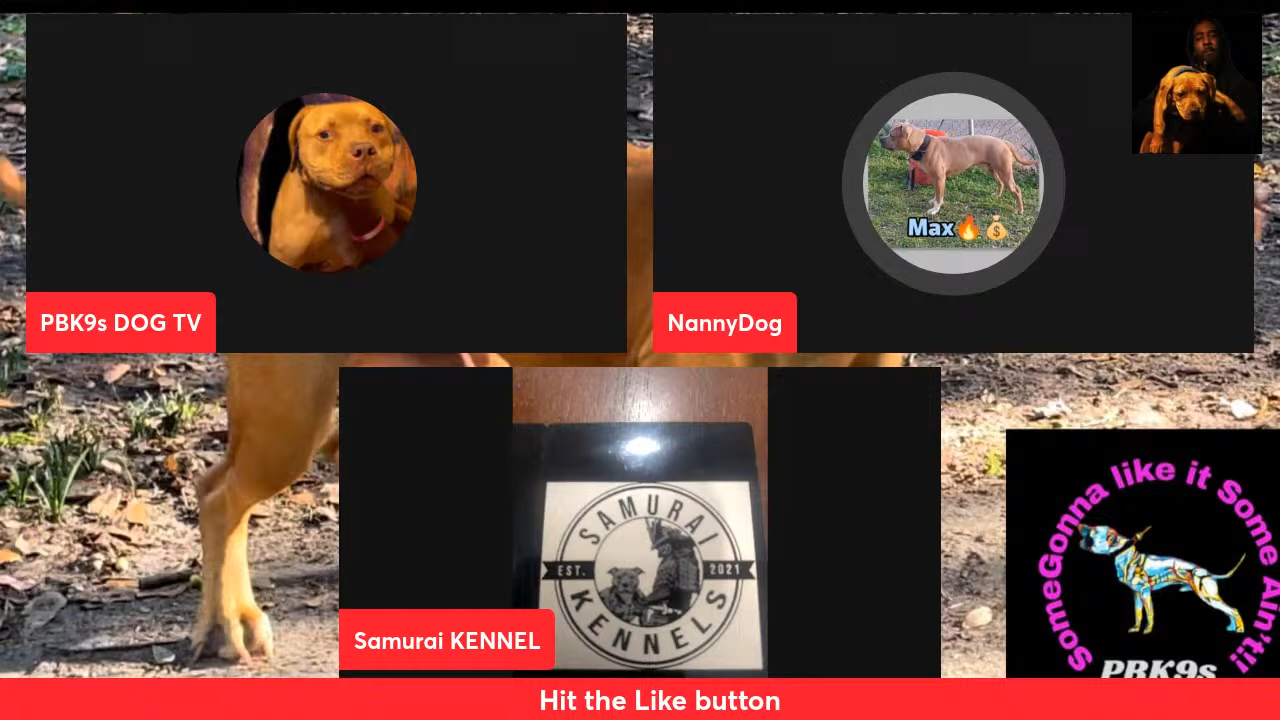 Max🔥💰
PBK9s DOG TV
NannyDog
SAMURAI
EST. 2021
KENNELS
Samurai KENNEL
SomeGonna like it Some Ain't!!
PBK9s
Hit the Like button